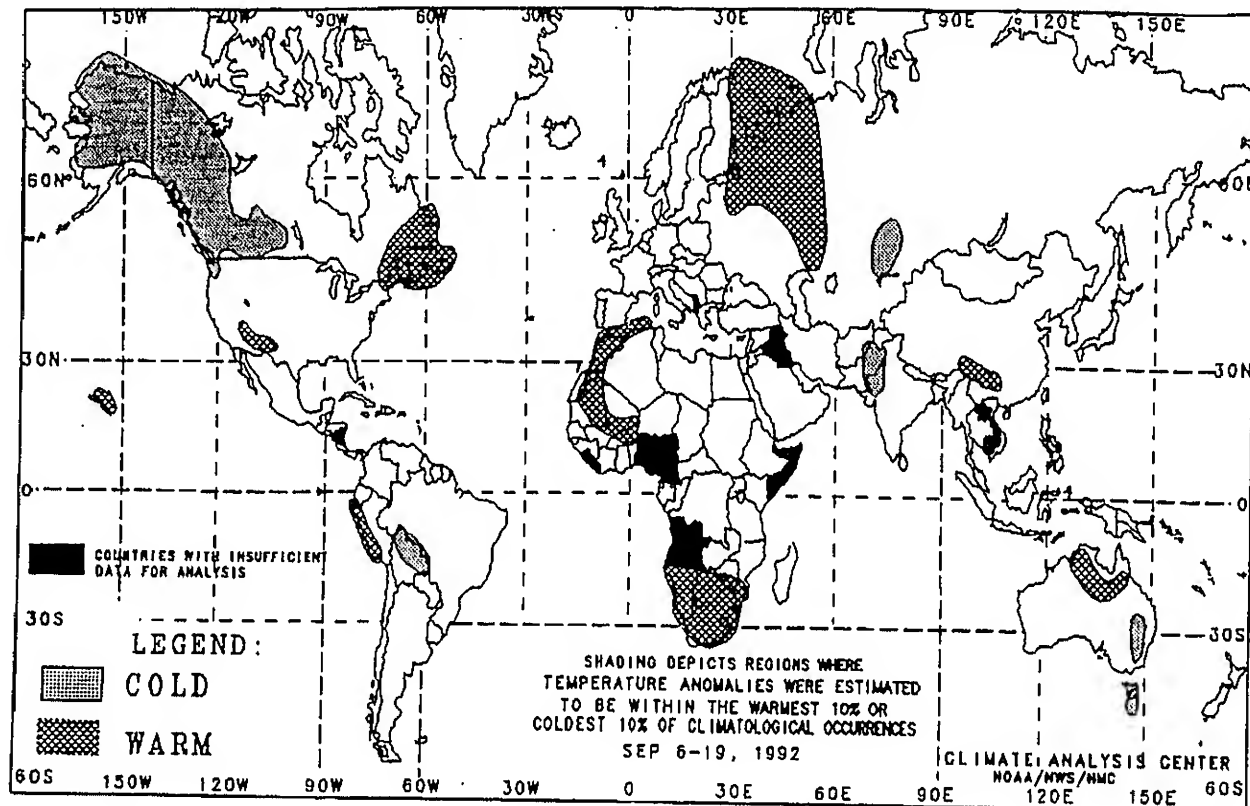 150W 120W 90W 60W 30W 0 30E 60E 90E 120E 150E
60N 60N
30N 30N
0 0
COUNTRIES WITH INSUFFICIENT
DATA FOR ANALYSIS
30S 30S
LEGEND:
COLD
WARM
SHADING DEPICTS REGIONS WHERE
TEMPERATURE ANOMALIES WERE ESTIMATED
TO BE WITHIN THE WARMEST 10% OR
COLDEST 10% OF CLIMATOLOGICAL OCCURRENCES
SEP 6-19, 1992
CLIMATE ANALYSIS CENTER
NOAA/NWS/NMC
60S 150W 120W 90W 60W 30W 0 30E 60E 90E 120E 150E 60S